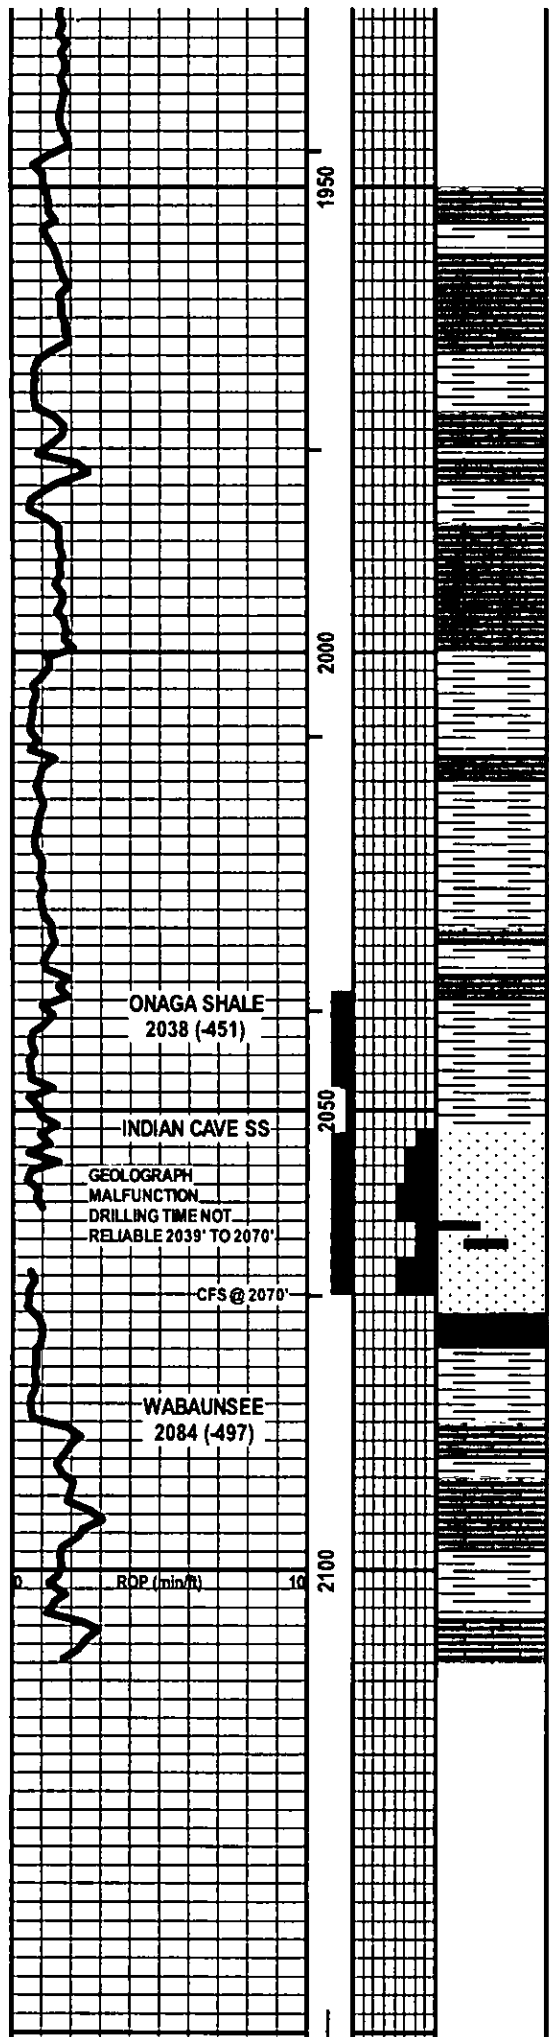 1950
2000
ONAGA SHALE
2038 (-451)
2050
INDIAN CAVE SS
GEOLOGRAPH
MALFUNCTION
DRILLING TIME NOT
RELIABLE 2039' TO 2070'
CFS @ 2070'
WABAUNSEE
2084 (-497)
0 ROP (min/ft) 10
2100